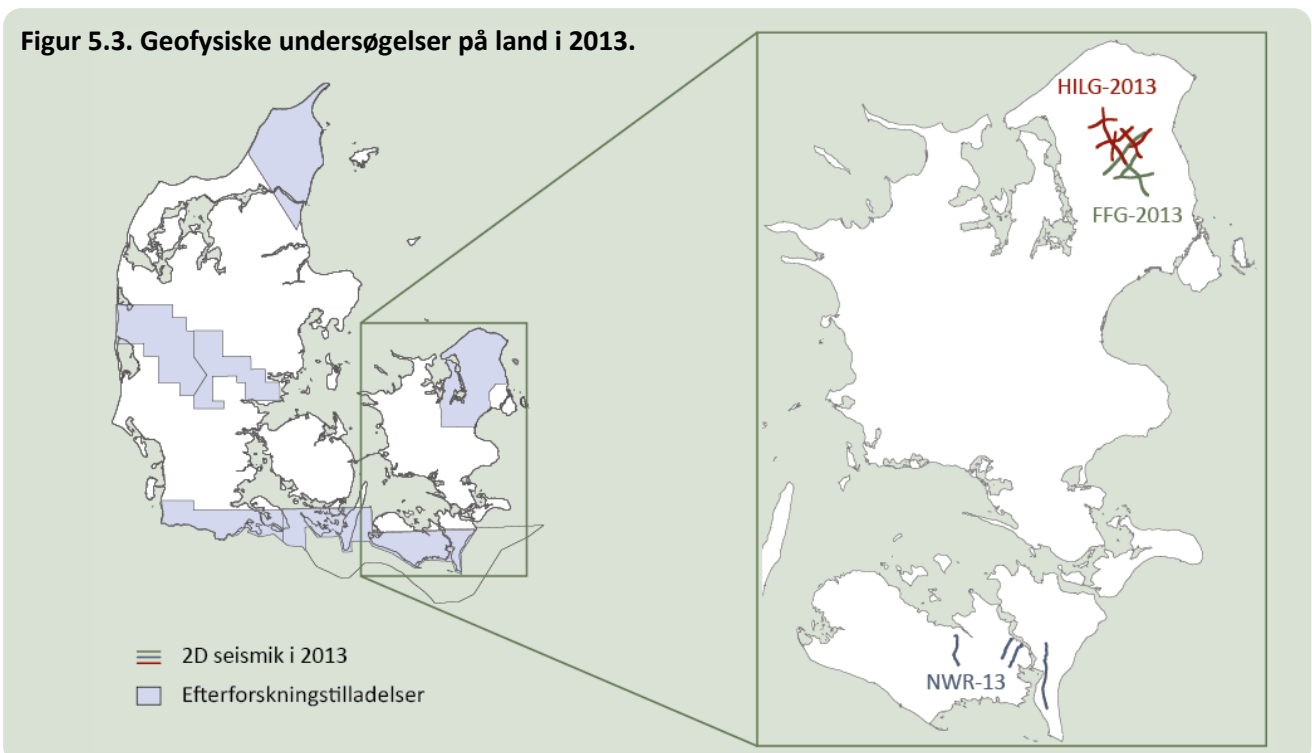 Figur 5.3. Geofysiske undersøgelser på land i 2013.
HILG-2013
FFG-2013
NWR-13
2D seismik i 2013
Efterforskningstilladelser